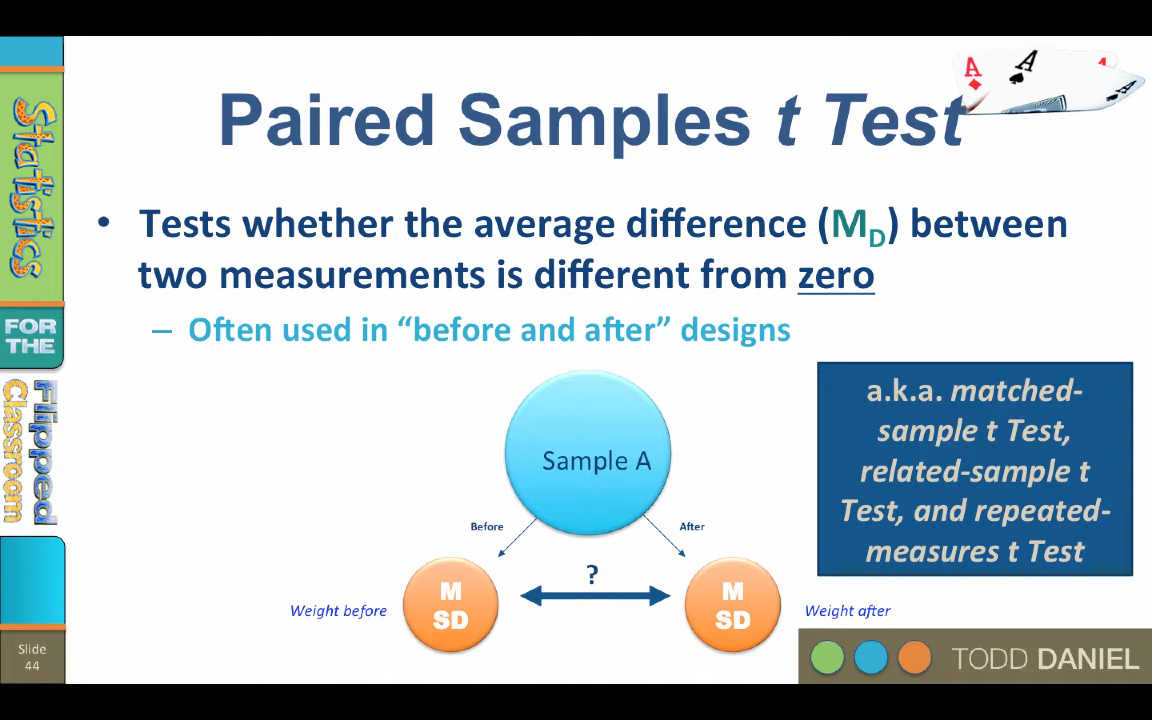 Paired Samples t Test
• Tests whether the average difference (M_D) between
two measurements is different from zero
– Often used in “before and after” designs
Sample A
Before
After
?
M
SD
M
SD
Weight before
Weight after
a.k.a. matched-
sample t Test,
related-sample t
Test, and repeated-
measures t Test
A
A
A
A
Statistics
FOR THE
Flipped
Classroom
Slide
44
TODD DANIEL